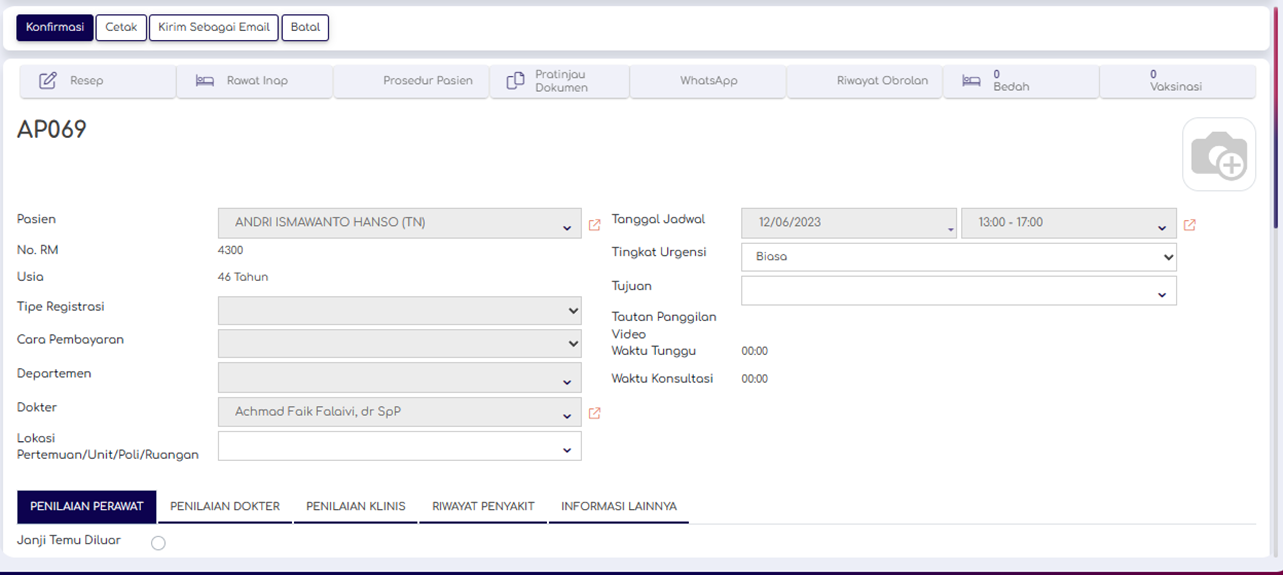 Konfirmasi Cetak Kirim Sebagai Email Batal
Resep Rawat Inap Prosedur Pasien Pratinjau Dokumen WhatsApp Riwayat Obrolan 0 Bedah 0 Vaksinasi
AP069
Pasien ANDRI ISMAWANTO HANSO (TN)
No. RM 4300
Usia 46 Tahun
Tipe Registrasi
Cara Pembayaran
Departemen
Dokter Achmad Faik Falaivi, dr SpP
Lokasi
Pertemuan/Unit/Poli/Ruangan
Tanggal Jadwal 12/06/2023 13:00 - 17:00
Tingkat Urgensi Biasa
Tujuan
Tautan Panggilan
Video
Waktu Tunggu 00:00
Waktu Konsultasi 00:00
PENILAIAN PERAWAT PENILAIAN DOKTER PENILAIAN KLINIS RIWAYAT PENYAKIT INFORMASI LAINNYA
Janji Temu Diluar